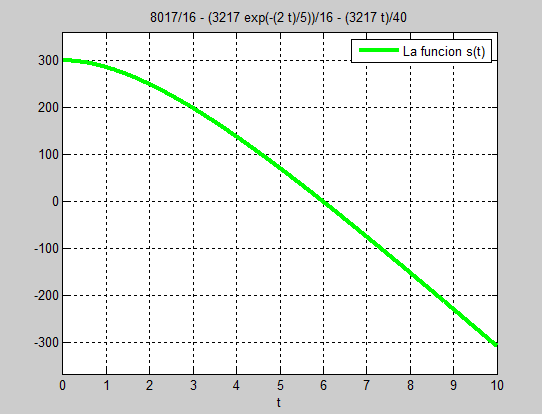 8017/16 - (3217 exp(-(2 t)/5))/16 - (3217 t)/40
La funcion s(t)
300
200
100
0
-100
-200
-300
0 1 2 3 4 5 6 7 8 9 10
t